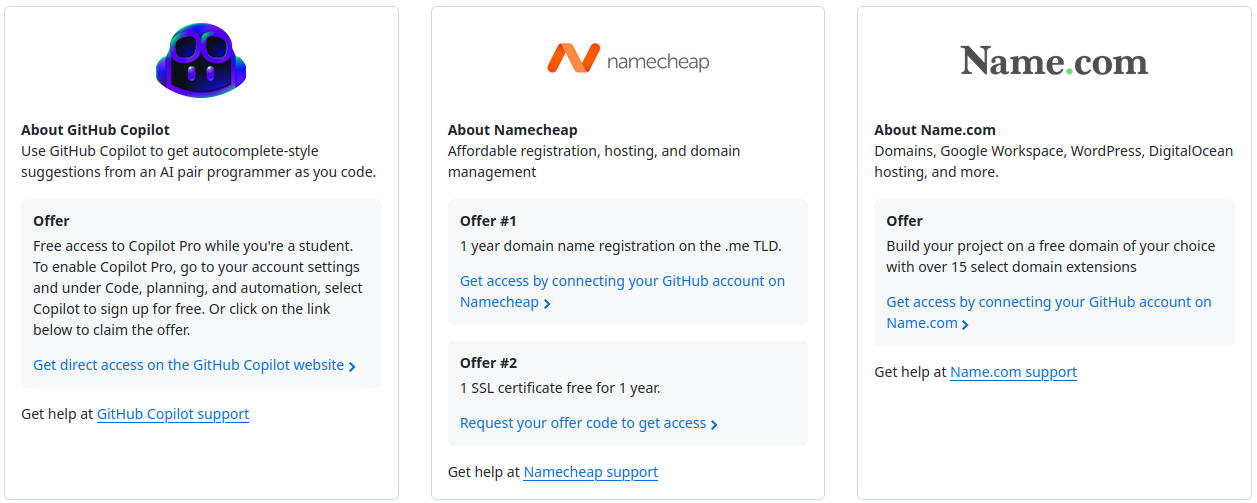 About GitHub Copilot
Use GitHub Copilot to get autocomplete-style
suggestions from an AI pair programmer as you code.
Offer
Free access to Copilot Pro while you're a student.
To enable Copilot Pro, go to your account settings
and under Code, planning, and automation, select
Copilot to sign up for free. Or click on the link
below to claim the offer.
Get direct access on the GitHub Copilot website
Get help at GitHub Copilot support
namecheap
About Namecheap
Affordable registration, hosting, and domain
management
Offer #1
1 year domain name registration on the .me TLD.
Get access by connecting your GitHub account on
Namecheap
Offer #2
1 SSL certificate free for 1 year.
Request your offer code to get access
Get help at Namecheap support
Name.com
About Name.com
Domains, Google Workspace, WordPress, DigitalOcean
hosting, and more.
Offer
Build your project on a free domain of your choice
with over 15 select domain extensions
Get access by connecting your GitHub account on
Name.com
Get help at Name.com support